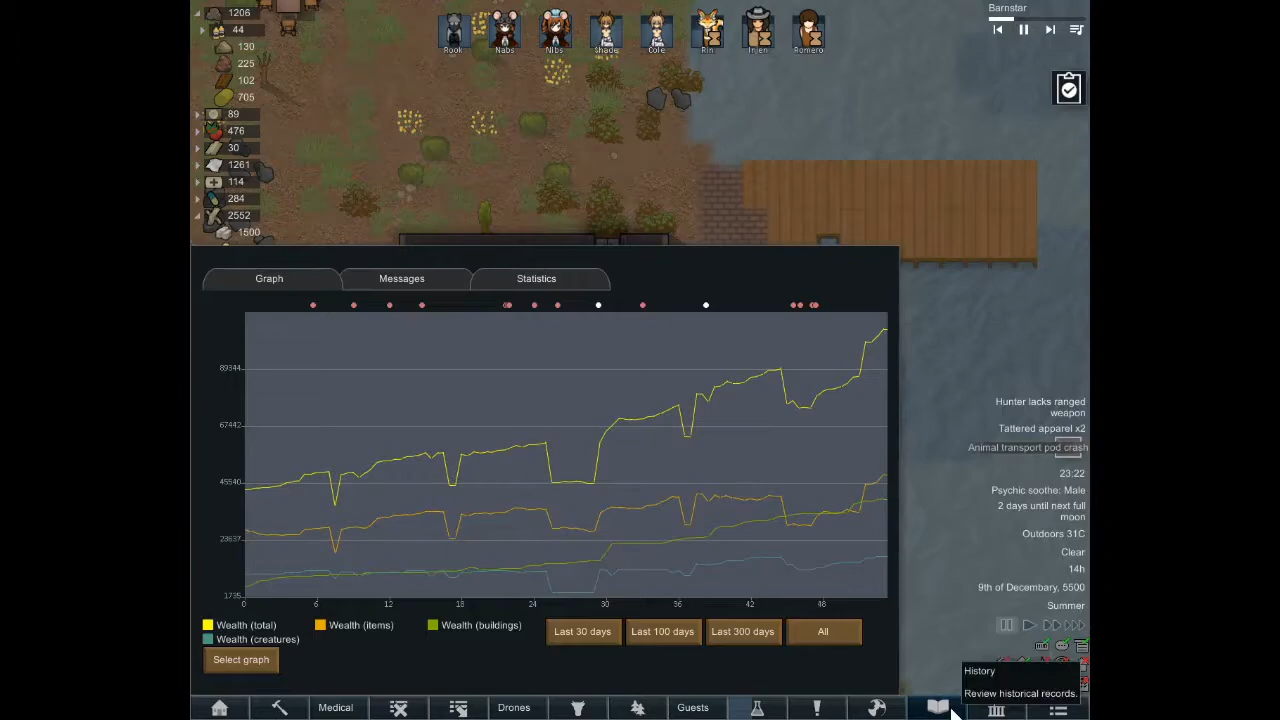 1206
44
130
225
102
705
89
476
30
1261
114
284
2552
1500
Rook Nabs Nibs Shade Cole Rin Injen Romero
Barnstar
Graph Messages Statistics
89344
67442
45540
23637
1735
0 6 12 18 24 30 36 42 48
Wealth (total) Wealth (items) Wealth (buildings)
Wealth (creatures)
Last 30 days Last 100 days Last 300 days All
Select graph
Hunter lacks ranged
weapon
Tattered apparel x2
Animal transport pod crash
23:22
Psychic soothe: Male
2 days until next full
moon
Outdoors 31C
Clear
14h
9th of Decembary, 5500
Summer
History
Review historical records.
Medical Drones Guests